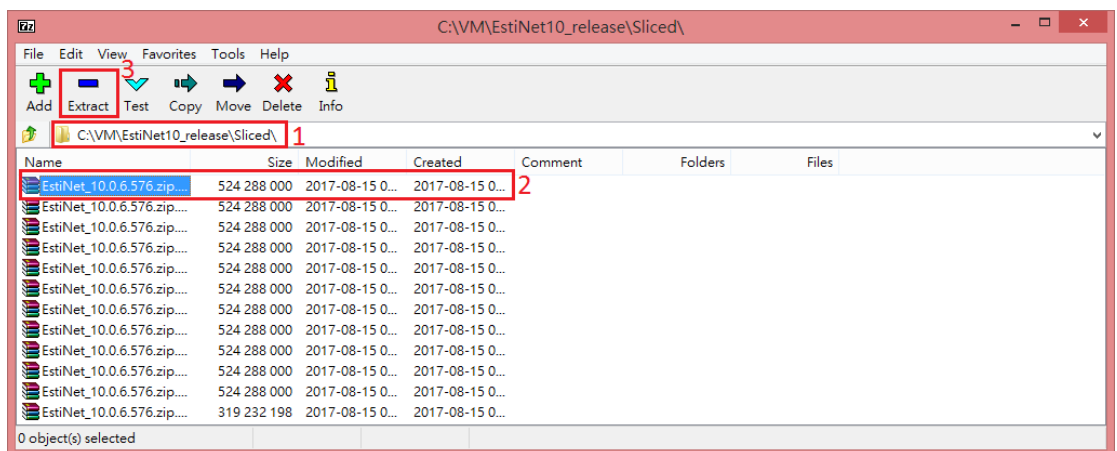 7z C:\VM\EstiNet10_release\Sliced\
File Edit View Favorites Tools Help
3
Add Extract Test Copy Move Delete Info
C:\VM\EstiNet10_release\Sliced\ 1
Name Size Modified Created Comment Folders Files
EstiNet_10.0.6.576.zip.... 524 288 000 2017-08-15 0... 2017-08-15 0... 2
EstiNet_10.0.6.576.zip.... 524 288 000 2017-08-15 0... 2017-08-15 0...
EstiNet_10.0.6.576.zip.... 524 288 000 2017-08-15 0... 2017-08-15 0...
EstiNet_10.0.6.576.zip.... 524 288 000 2017-08-15 0... 2017-08-15 0...
EstiNet_10.0.6.576.zip.... 524 288 000 2017-08-15 0... 2017-08-15 0...
EstiNet_10.0.6.576.zip.... 524 288 000 2017-08-15 0... 2017-08-15 0...
EstiNet_10.0.6.576.zip.... 524 288 000 2017-08-15 0... 2017-08-15 0...
EstiNet_10.0.6.576.zip.... 524 288 000 2017-08-15 0... 2017-08-15 0...
EstiNet_10.0.6.576.zip.... 524 288 000 2017-08-15 0... 2017-08-15 0...
EstiNet_10.0.6.576.zip.... 524 288 000 2017-08-15 0... 2017-08-15 0...
EstiNet_10.0.6.576.zip.... 524 288 000 2017-08-15 0... 2017-08-15 0...
EstiNet_10.0.6.576.zip.... 319 232 198 2017-08-15 0... 2017-08-15 0...
0 object(s) selected